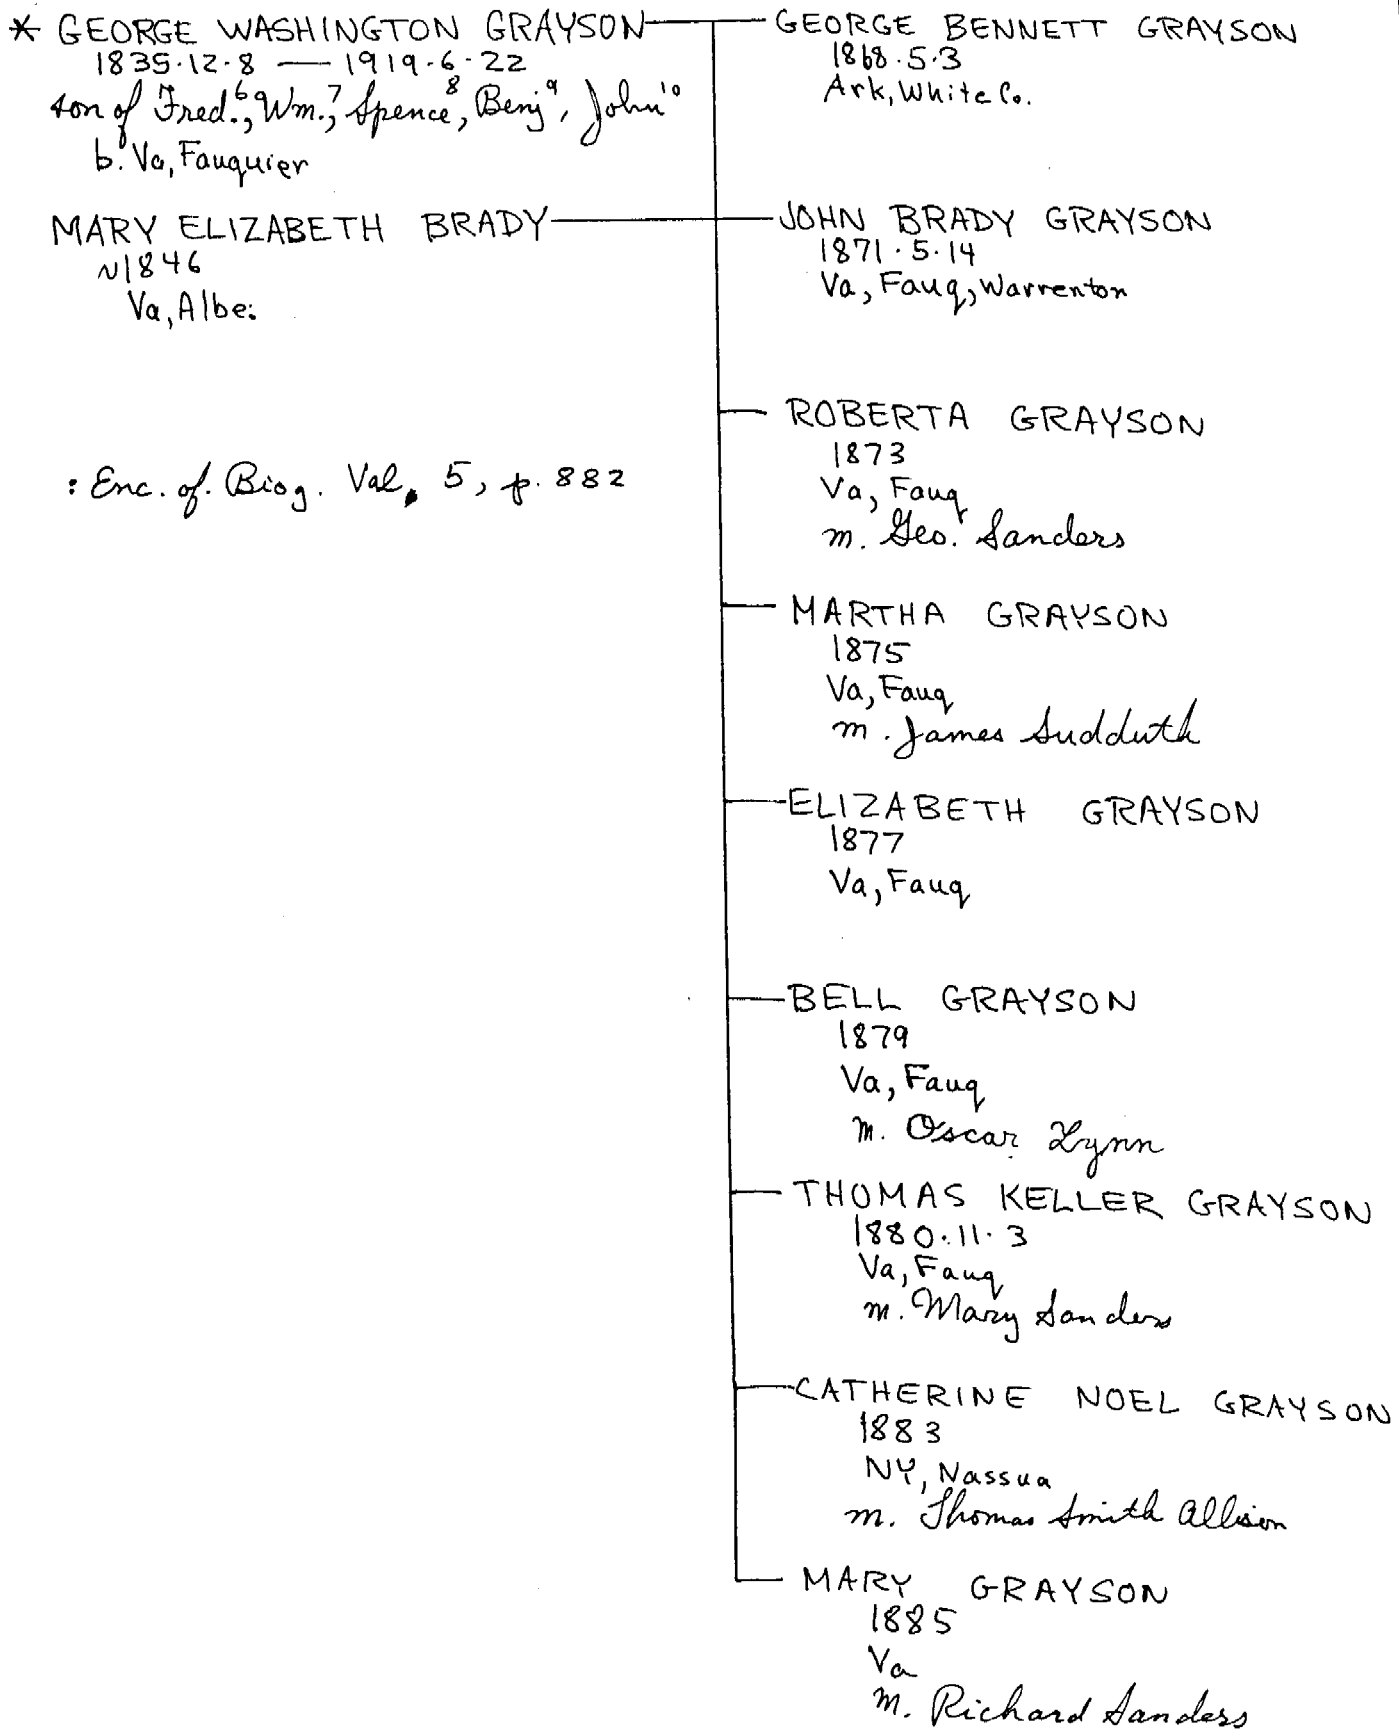 * GEORGE WASHINGTON GRAYSON
1835.12.8 — 1919.6.22
son of Fred.⁶, Wm.⁷, Spence⁸, Benj⁹, John¹⁰
b. Va, Fauquier
MARY ELIZABETH BRADY
~1846
Va, Albe:
: Enc. of. Biog. Val. 5, p. 882
GEORGE BENNETT GRAYSON
1868.5.3
Ark, White Co.
JOHN BRADY GRAYSON
1871.5.14
Va, Fauq, Warrenton
ROBERTA GRAYSON
1873
Va, Fauq
m. Geo. Sanders
MARTHA GRAYSON
1875
Va, Fauq
m. James Sudduth
ELIZABETH GRAYSON
1877
Va, Fauq
BELL GRAYSON
1879
Va, Fauq
m. Oscar Lynn
THOMAS KELLER GRAYSON
1880.11.3
Va, Fauq
m. Mary Sanders
CATHERINE NOEL GRAYSON
1883
NY, Nassua
m. Thomas Smith Allison
MARY GRAYSON
1885
Va
m. Richard Sanders